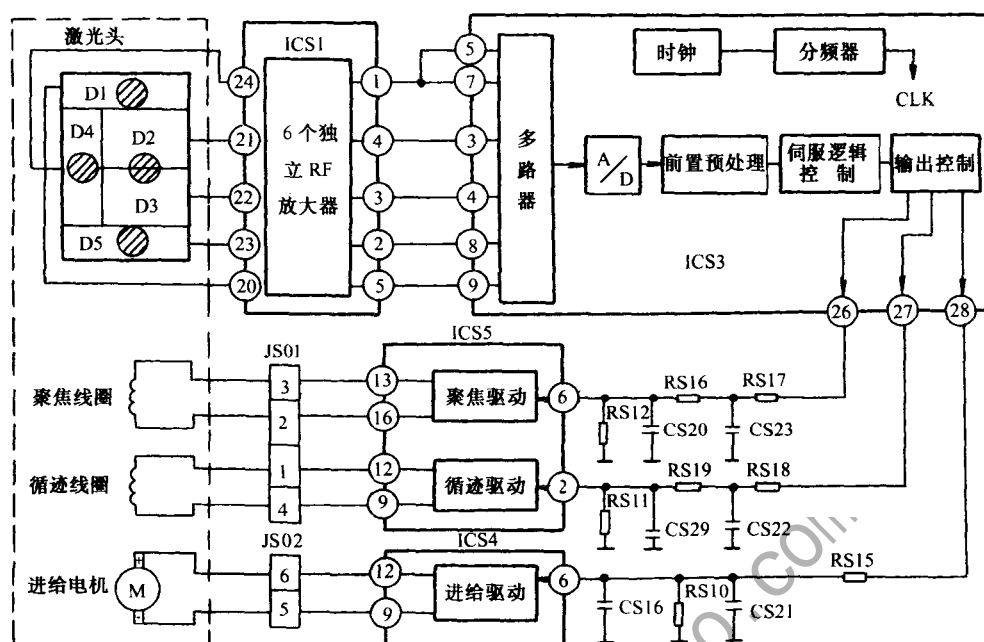 激光头
ICS1
D1
D4
D2
D3
D5
24
21
22
23
20
6个独
立RF
放大器
1
4
3
2
5
5
7
3
4
8
9
多
路
器
A/D
时钟
分频器
CLK
前置预处理
伺服逻辑
控制
输出控制
ICS3
26
27
28
聚焦线圈
循迹线圈
进给电机
M
+
-
JS01
3
2
1
4
JS02
6
5
ICS5
13
16
12
9
聚焦驱动
循迹驱动
6
2
ICS4
12
9
进给驱动
6
RS12
CS20
RS16
CS23
RS17
RS11
CS29
RS19
CS22
RS18
CS16
RS10
CS21
RS15